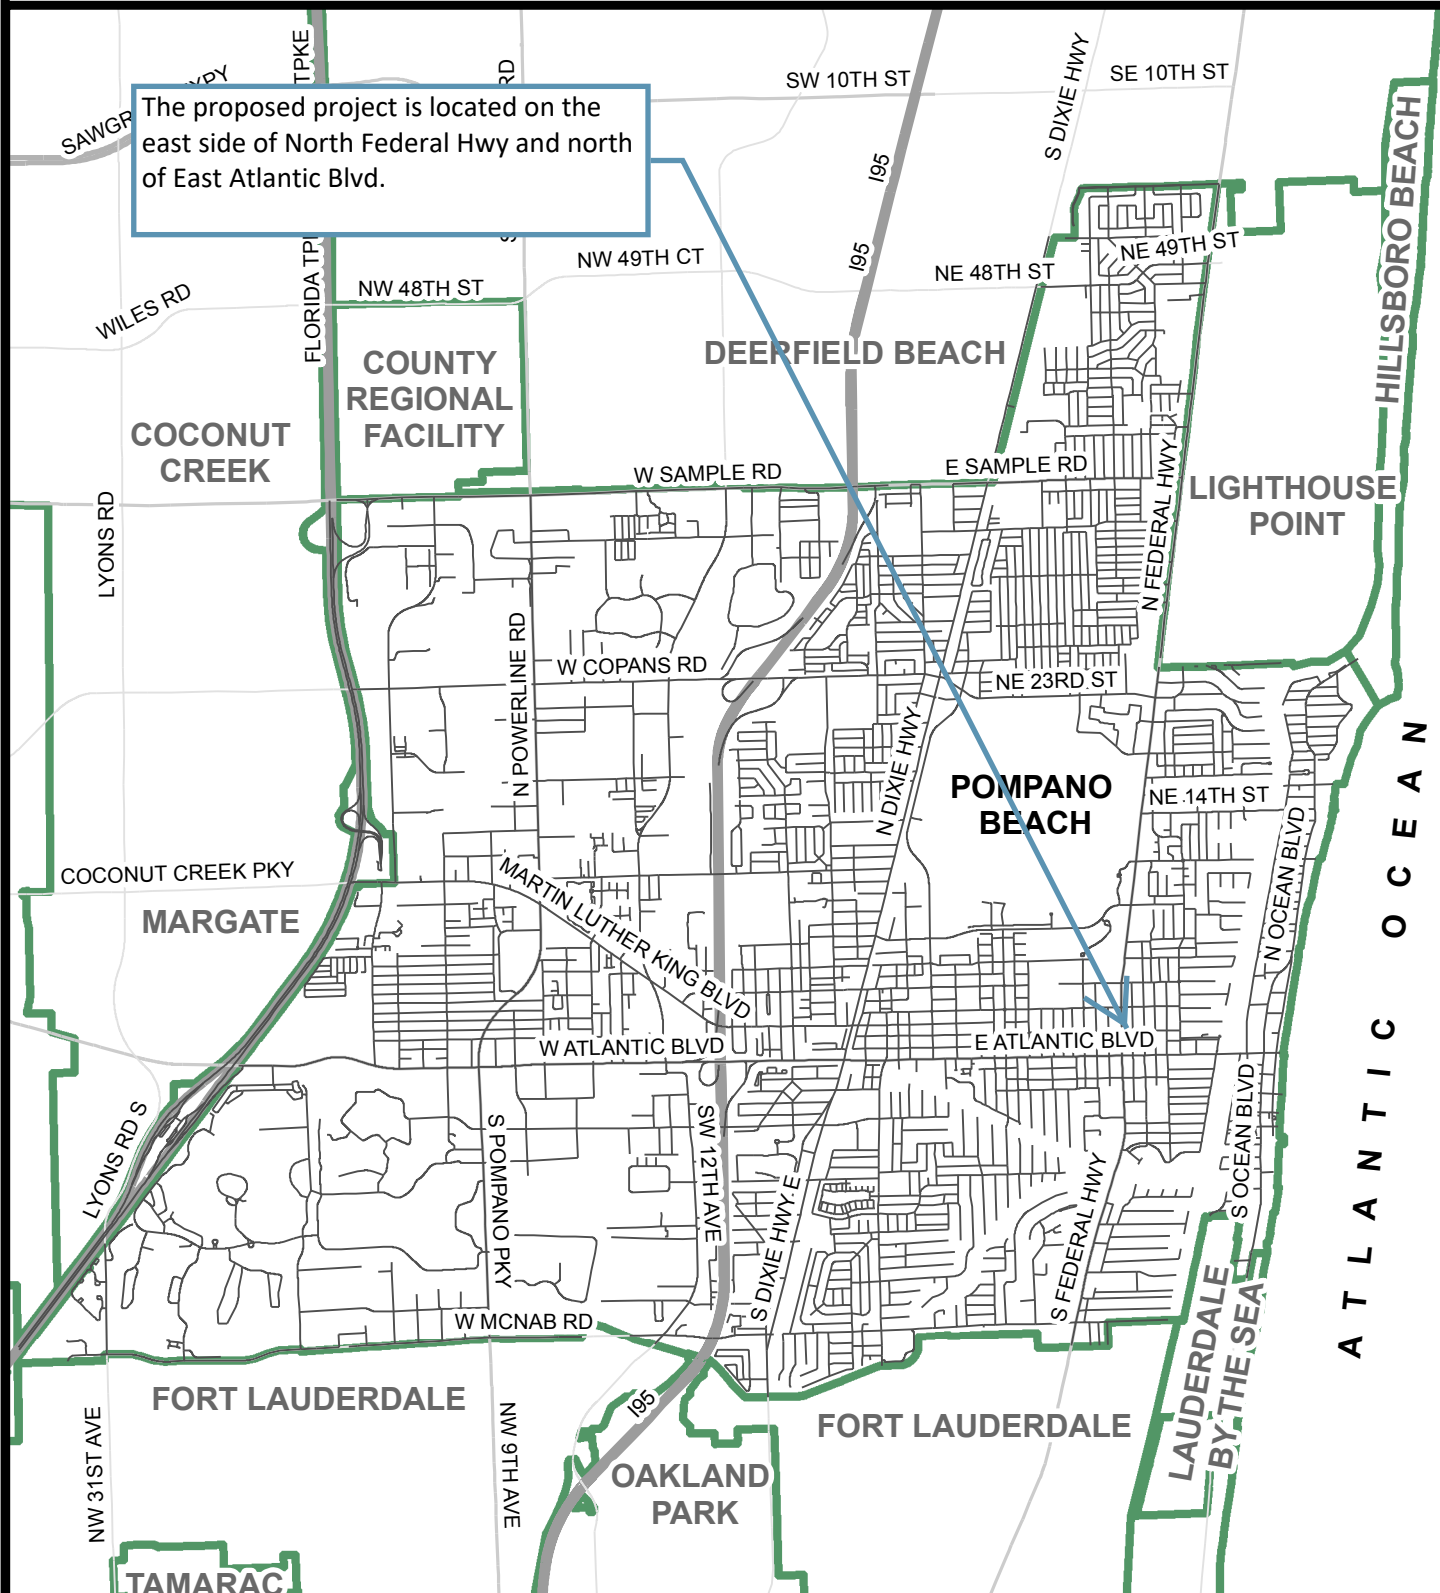 TPKE
RD
SW 10TH ST
SE 10TH ST
S DIXIE HWY
The proposed project is located on the
east side of North Federal Hwy and north
of East Atlantic Blvd.
I95
HILLSBORO BEACH
NW 49TH CT
I95
NE 48TH ST
NE 49TH ST
NW 48TH ST
WILES RD
COUNTY
REGIONAL
FACILITY
DEERFIELD BEACH
COCONUT
CREEK
W SAMPLE RD
E SAMPLE RD
LIGHTHOUSE
POINT
LYONS RD
N FEDERAL HWY
N POWERLINE RD
W COPANS RD
NE 23RD ST
N DIXIE HWY
POMPANO
BEACH
NE 14TH ST
COCONUT CREEK PKY
MARGATE
MARTIN LUTHER KING BLVD
N OCEAN BLVD
ATLANTIC OCEAN
W ATLANTIC BLVD
E ATLANTIC BLVD
LYONS RD S
S POMPANO PKY
SW 12TH AVE
S DIXIE HWY E
S FEDERAL HWY
S OCEAN BLVD
W MCNAB RD
LAUDERDALE
BY THE SEA
FORT LAUDERDALE
I95
FORT LAUDERDALE
NW 31ST AVE
NW 9TH AVE
OAKLAND
PARK
TAMARAC